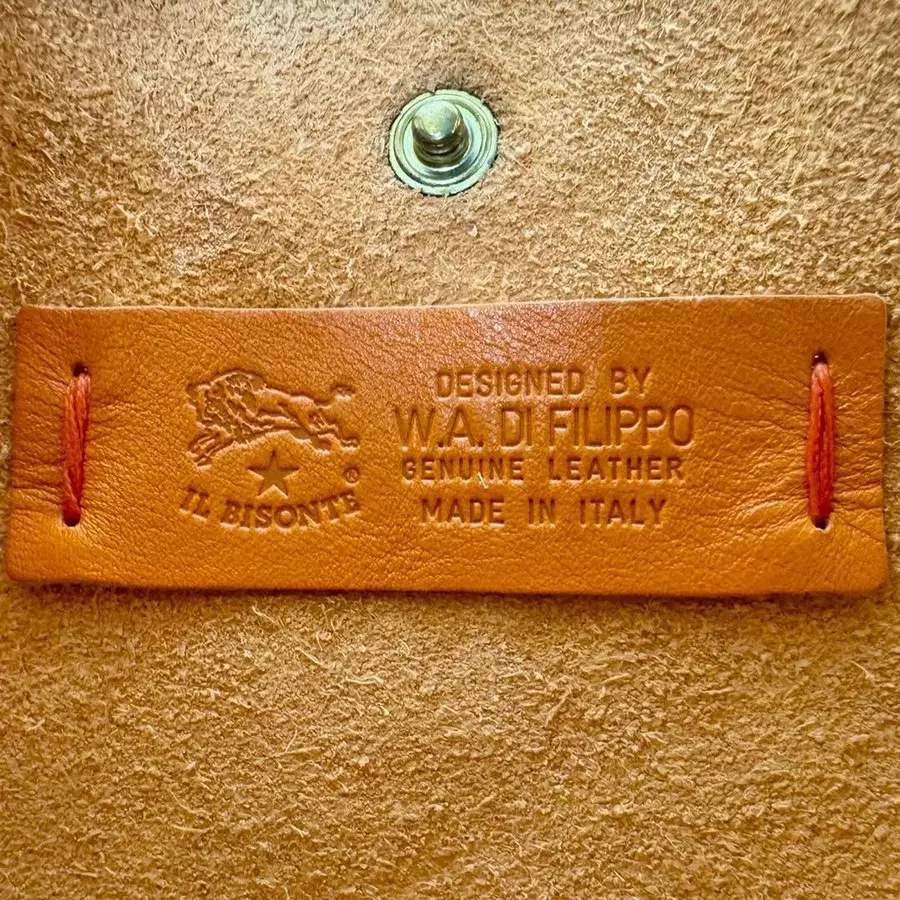 IL BISONTE ®
DESIGNED BY
W.A. DI FILIPPO
GENUINE LEATHER
MADE IN ITALY